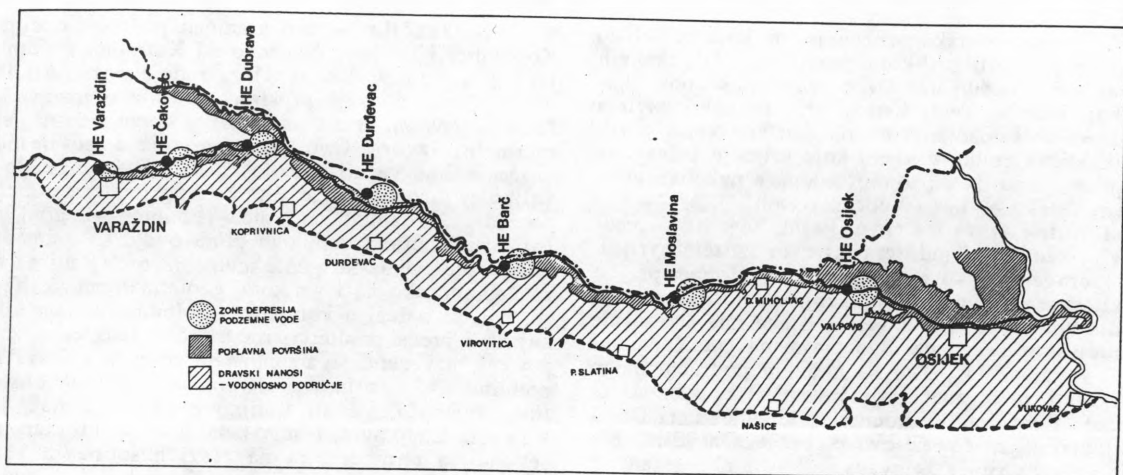 HE Varaždin
HE Čakovec
HE Dubrava
HE Đurđevac
HE Barč
HE Moslavina
HE Osijek
VARAŽDIN
KOPRIVNICA
ĐURĐEVAC
VIROVITICA
P. SLATINA
NAŠICE
D. MIHOLJAC
VALPOVO
OSIJEK
VUKOVAR
ZONE DEPRESIJA
PODZEMNE VODE
POPLAVNA POVRŠINA
DRAVSKI NANOSI
– VODONOSNO PODRUČJE